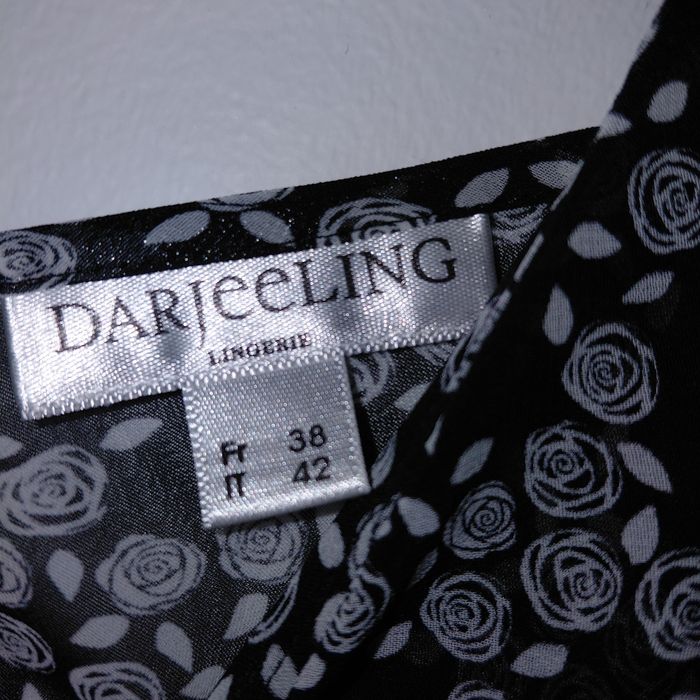 DARJeeLING
LINGERIE
Fr 38
IT 42